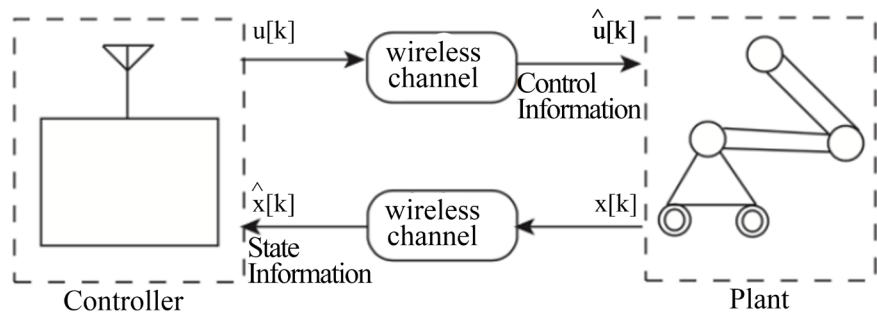 u[k]
wireless
channel
û[k]
Control
Information
x̂[k]
wireless
channel
x[k]
State
Information
Controller
Plant